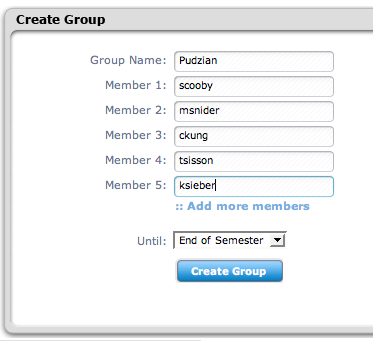 Create Group
Group Name: Pudzian
Member 1: scooby
Member 2: msnider
Member 3: ckung
Member 4: tsisson
Member 5: ksieber
:: Add more members
Until: End of Semester
Create Group